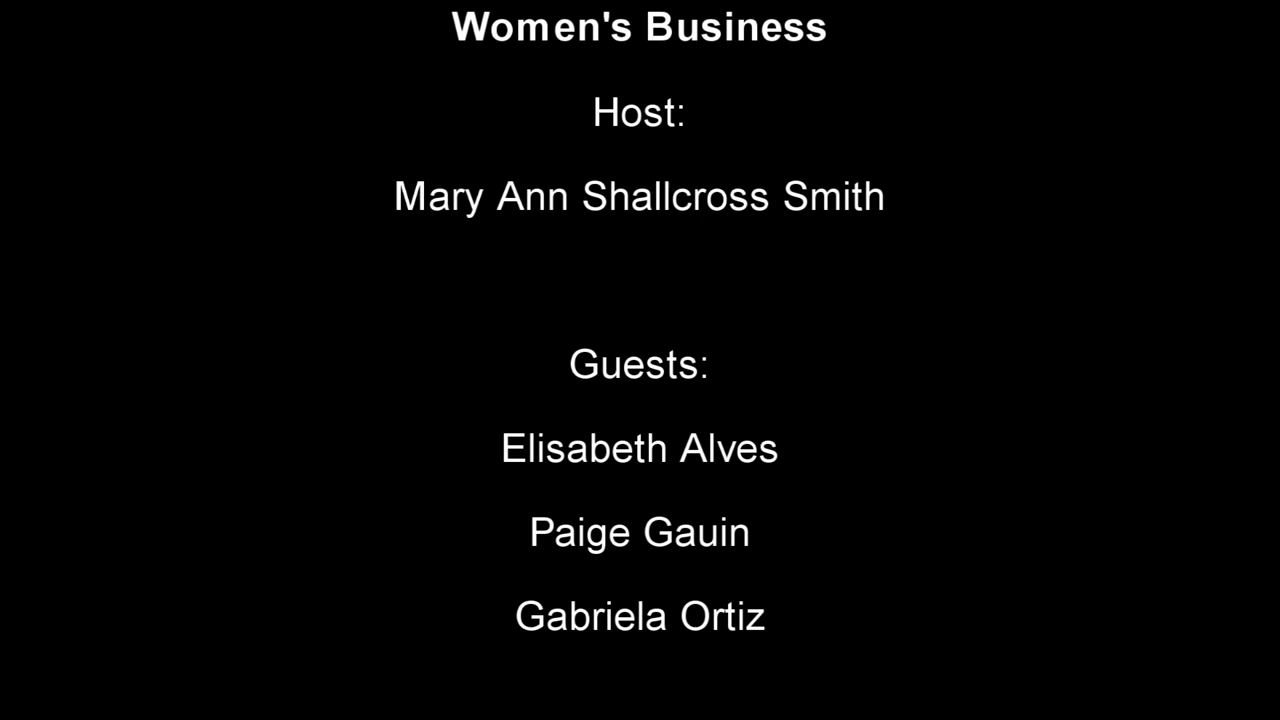 Women's Business
Host:
Mary Ann Shallcross Smith
Guests:
Elisabeth Alves
Paige Gauin
Gabriela Ortiz